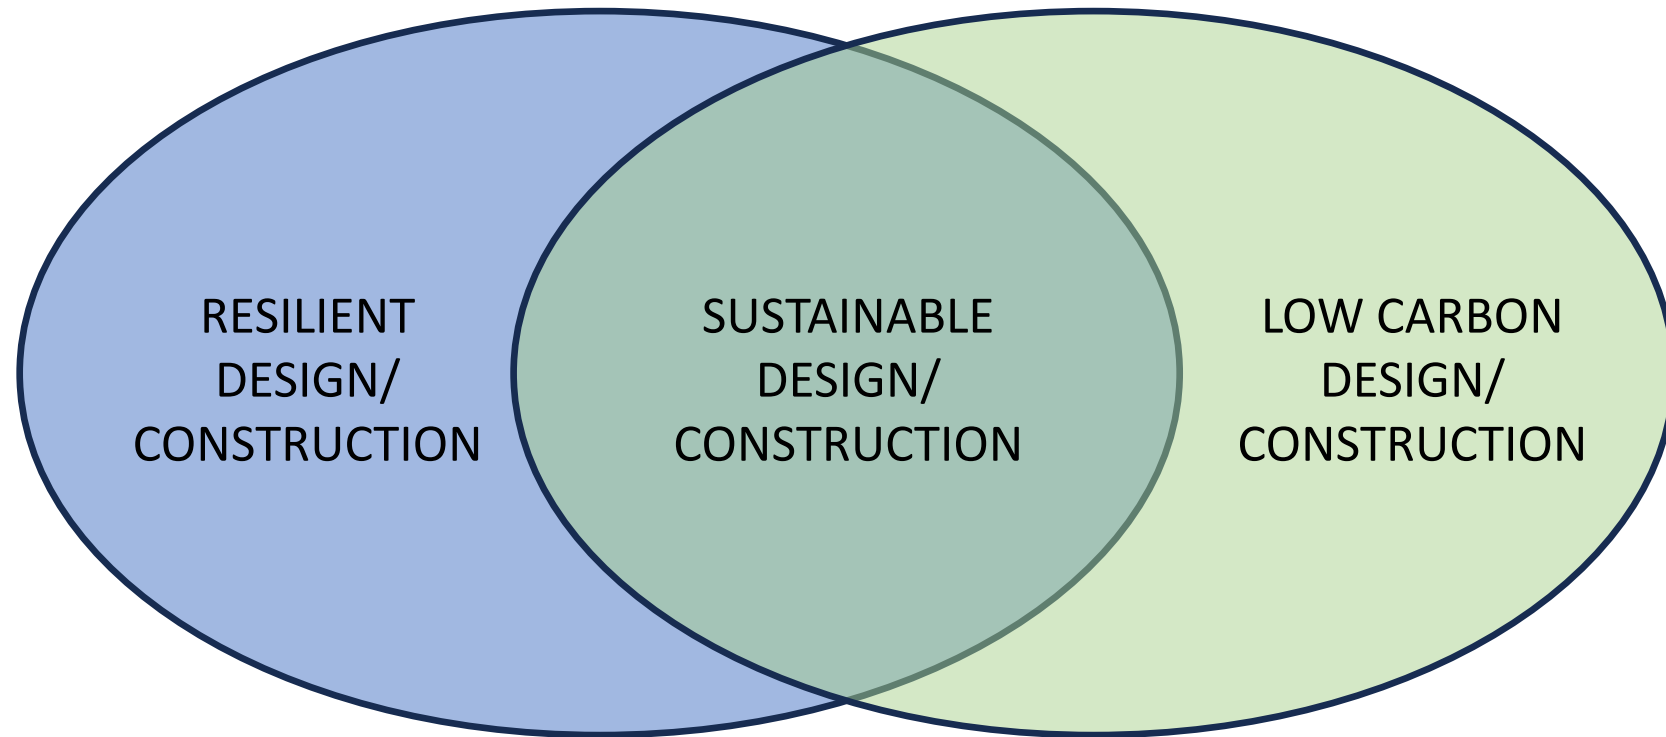 RESILIENT
DESIGN/
CONSTRUCTION
SUSTAINABLE
DESIGN/
CONSTRUCTION
LOW CARBON
DESIGN/
CONSTRUCTION